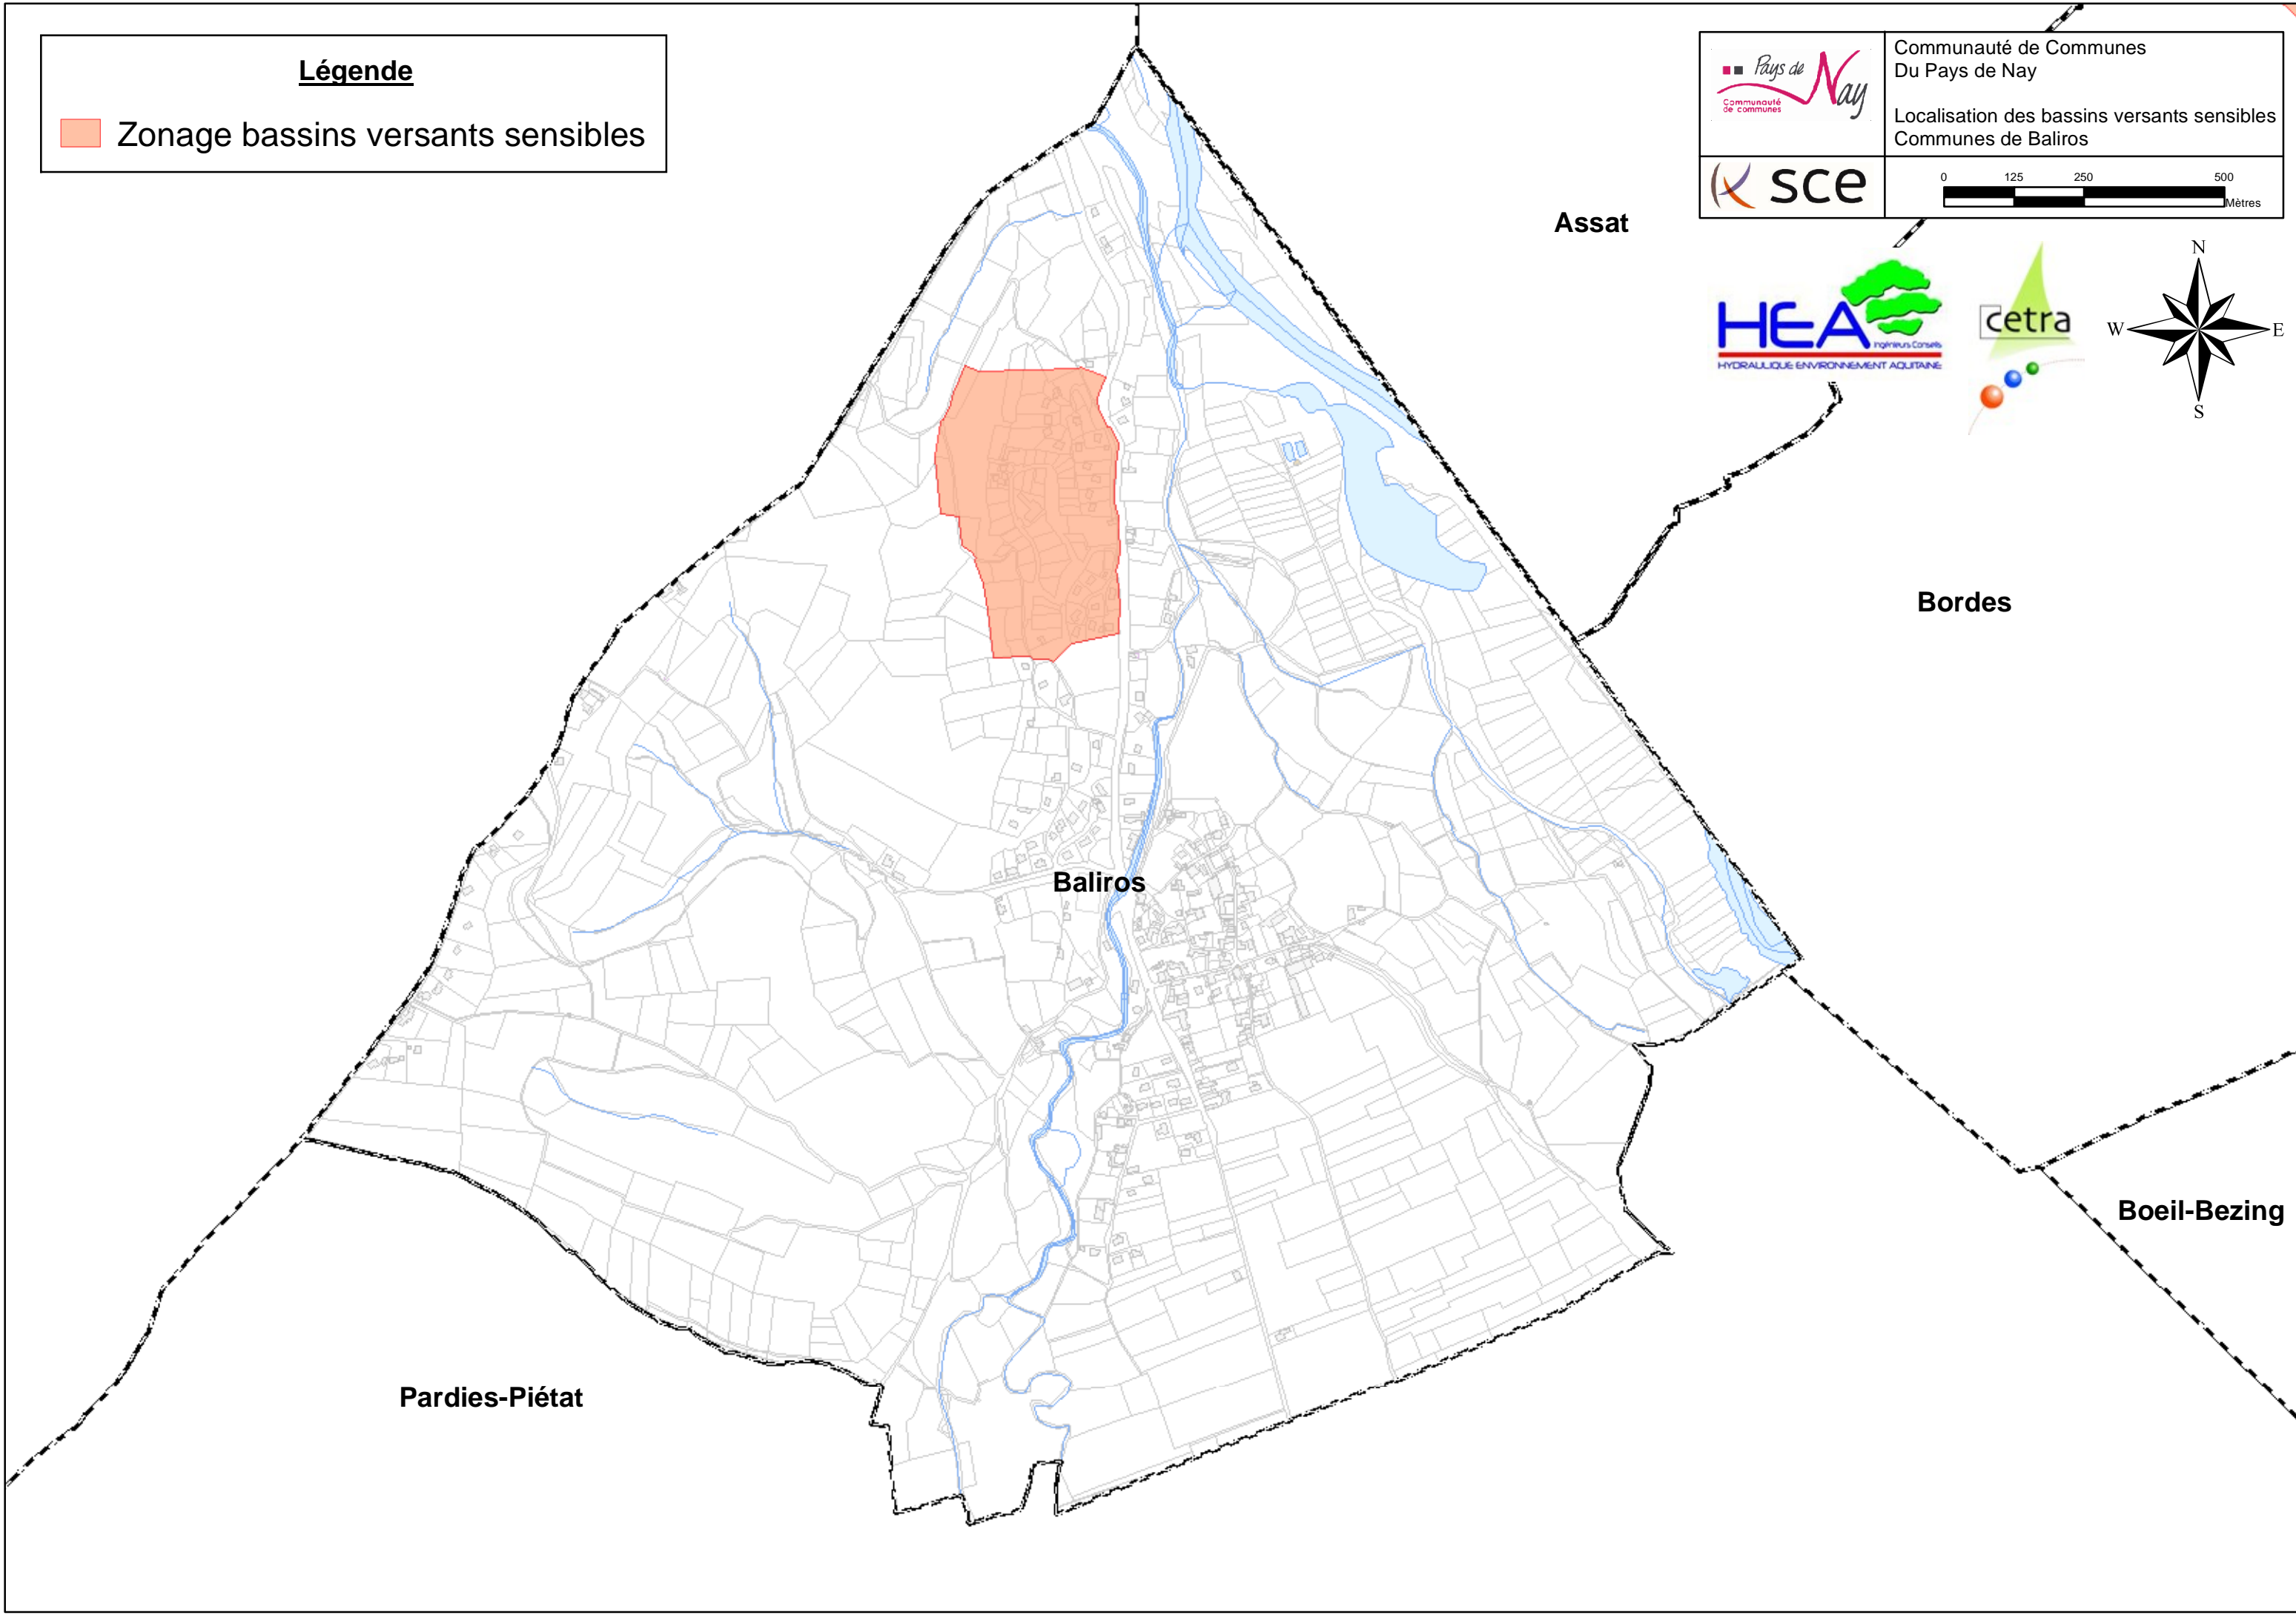 Légende
Zonage bassins versants sensibles
Pays de Nay
Communauté
de communes
Communauté de Communes
Du Pays de Nay
Localisation des bassins versants sensibles
Communes de Baliros
sce
0 125 250 500
Mètres
Assat
HEA
Ingénieurs Conseils
HYDRAULIQUE ENVIRONNEMENT AQUITAINE
cetra
N
W E
S
Bordes
Baliros
Boeil-Bezing
Pardies-Piétat